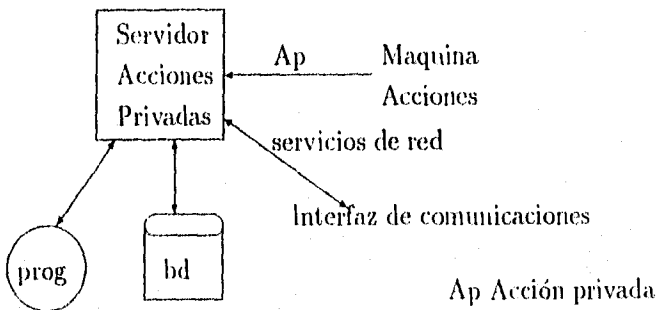 Servidor
Acciones
Privadas
Ap
Maquina
Acciones
servicios de red
Interfaz de comunicaciones
prog
bd
Ap Acción privada